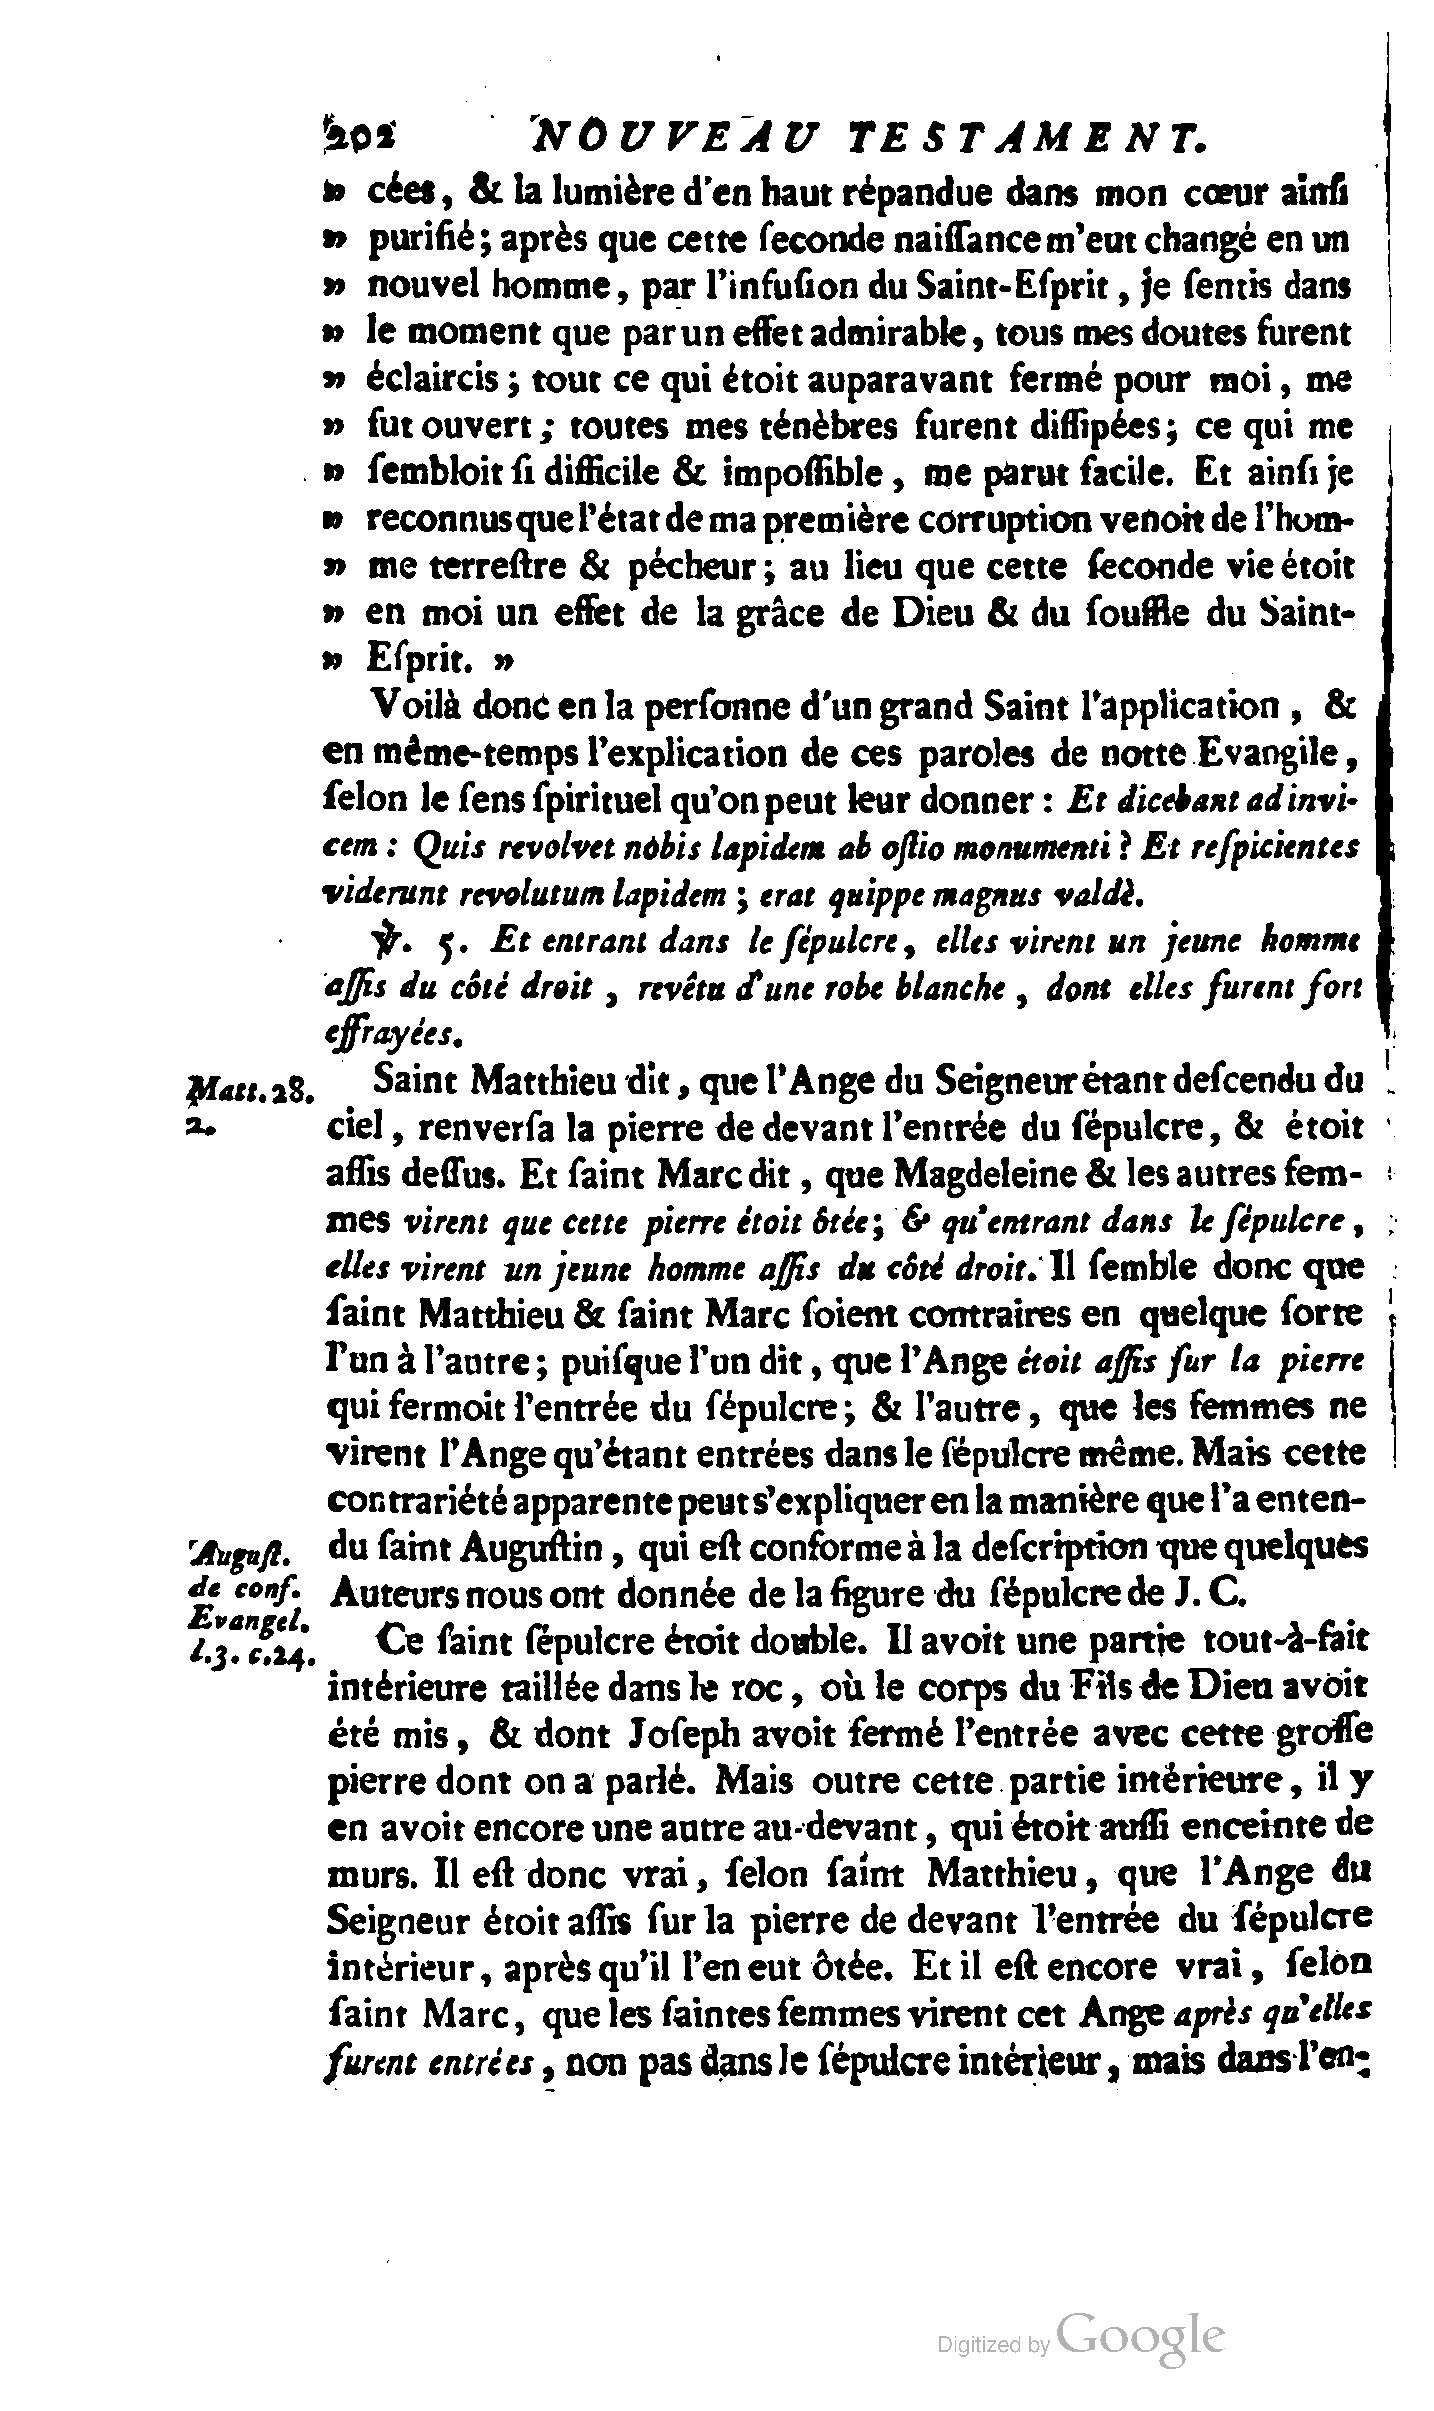 202 NOUVEAU TESTAMENT.
» cées, & la lumière d'en haut répandue dans mon cœur ainſi
» purifié; après que cette ſeconde naiſſance m'eut changé en un
» nouvel homme, par l'infuſion du Saint-Eſprit, je ſentis dans
» le moment que par un effet admirable, tous mes doutes furent
» éclaircis; tout ce qui étoit auparavant fermé pour moi, me
» fut ouvert; toutes mes ténèbres furent diſſipées; ce qui me
» ſembloit ſi difficile & impoſſible, me parut facile. Et ainſi je
» reconnus que l'état de ma première corruption venoit de l'hom-
» me terreſtre & pécheur; au lieu que cette ſeconde vie étoit
» en moi un effet de la grâce de Dieu & du ſouffle du Saint-
» Eſprit. »
Voilà donc en la perſonne d'un grand Saint l'application, &
en même-temps l'explication de ces paroles de notte Evangile,
ſelon le ſens ſpirituel qu'on peut leur donner: Et dicebant ad invi-
cem: Quis revolvet nobis lapidem ab oſtio monumenti? Et reſpicientes
viderunt revolutum lapidem; erat quippe magnus valdè.
℣. 5. Et entrant dans le ſépulcre, elles virent un jeune homme
aſſis du côté droit, revêtu d'une robe blanche, dont elles furent fort
effrayées.
Matt. 28.
2.
Saint Matthieu dit, que l'Ange du Seigneur étant deſcendu du
ciel, renverſa la pierre de devant l'entrée du ſépulcre, & étoit
aſſis deſſus. Et ſaint Marc dit, que Magdeleine & les autres fem-
mes virent que cette pierre étoit ôtée; & qu'entrant dans le ſépulcre,
elles virent un jeune homme aſſis du côté droit. Il ſemble donc que
ſaint Matthieu & ſaint Marc ſoient contraires en quelque ſorte
l'un à l'autre; puiſque l'un dit, que l'Ange étoit aſſis ſur la pierre
qui fermoit l'entrée du ſépulcre; & l'autre, que les femmes ne
virent l'Ange qu'étant entrées dans le ſépulcre même. Mais cette
contrariété apparente peut s'expliquer en la manière que l'a enten-
du ſaint Auguſtin, qui eſt conforme à la deſcription que quelques
Auteurs nous ont donnée de la figure du ſépulcre de J. C.
Auguſt.
de conf.
Evangel.
l.3. c.24.
Ce ſaint ſépulcre étoit double. Il avoit une partie tout-à-fait
intérieure taillée dans le roc, où le corps du Fils de Dieu avoit
été mis, & dont Joſeph avoit fermé l'entrée avec cette groſſe
pierre dont on a parlé. Mais outre cette partie intérieure, il y
en avoit encore une autre au-devant, qui étoit auſſi enceinte de
murs. Il eſt donc vrai, ſelon ſaint Matthieu, que l'Ange du
Seigneur étoit aſſis ſur la pierre de devant l'entrée du ſépulcre
intérieur, après qu'il l'en eut ôtée. Et il eſt encore vrai, ſelon
ſaint Marc, que les ſaintes femmes virent cet Ange après qu'elles
furent entrées, non pas dans le ſépulcre intérieur, mais dans l'en-
Digitized by Google